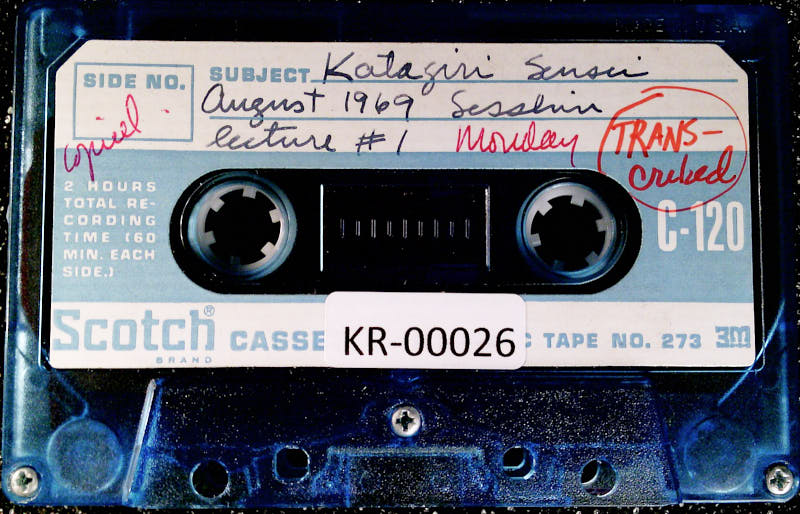 SIDE NO.
SUBJECT Katagiri Sensei
August 1969 Sesshin
lecture #1 Monday
copied
TRANS-
cribed
2 HOURS
TOTAL RE-
CORDING
TIME (60
MIN. EACH
SIDE.)
C-120
Scotch®
BRAND
CASSE
KR-00026
C TAPE NO. 273 3M